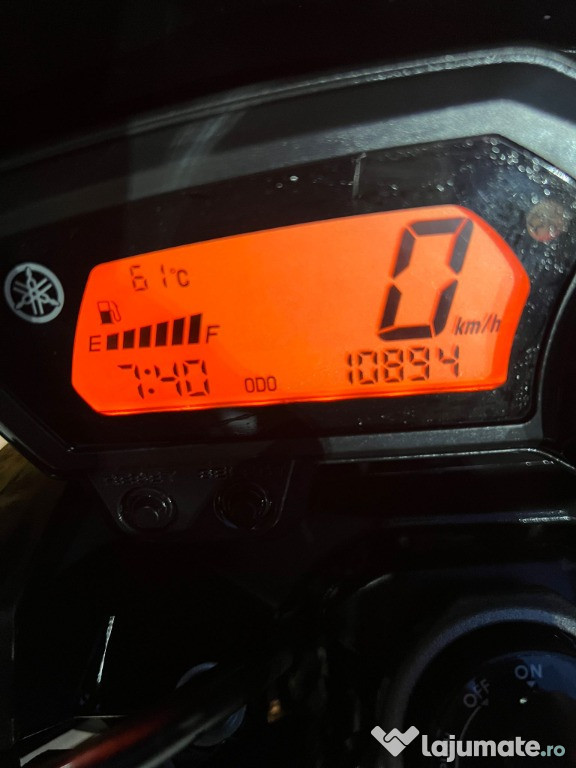 61°C
0 km/h
E F
7:40 ODO 10894
OFF ON
lajumate.ro